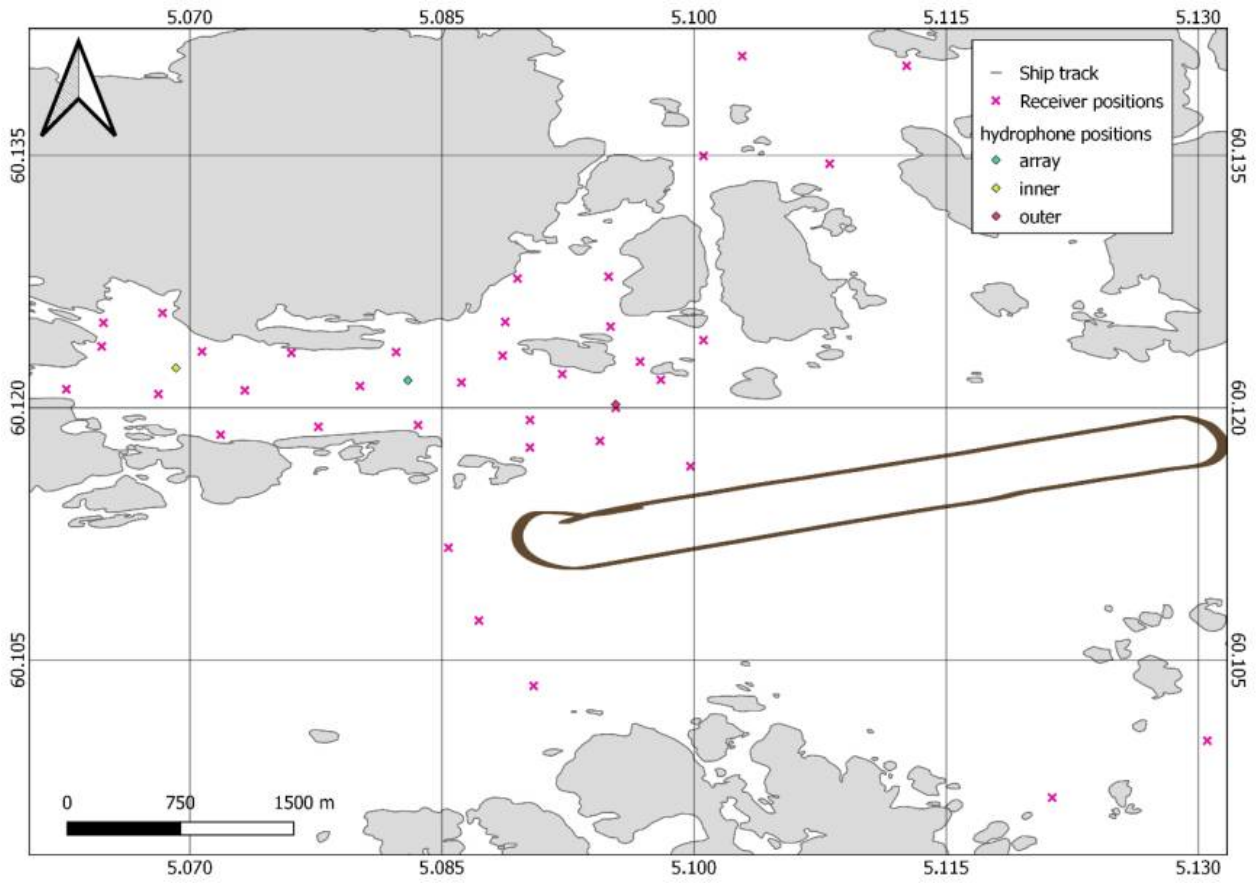 5.070 5.085 5.100 5.115 5.130
Ship track
Receiver positions
hydrophone positions
array
inner
outer
60.135 60.135
60.120 60.120
60.105 60.105
0 750 1500 m
5.070 5.085 5.100 5.115 5.130